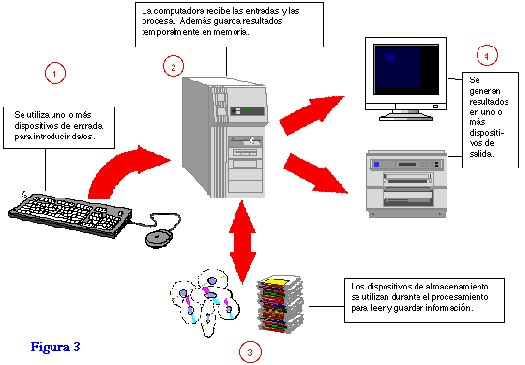 La computadora recibe las entradas y las
procesa. Además guarca resultados
temporalmente en memoria.
1
2
4
Se utiliza uno o más
dispositivos de entrada
para introducir datos.
Se
generan
resultados
en uno o
más
dispositi-
vos de
salida.
Los dispositivos de almacenamiento
se utilizan durante el procesamiento
para leer y guardar información.
Figura 3
3